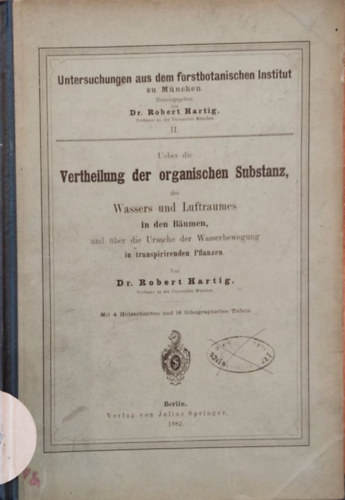 Untersuchungen aus dem forstbotanischen Institut
zu München
Herausgegeben
von
Dr. Robert Hartig,
Professor an der Universität München
II.
Ueber die
Vertheilung der organischen Substanz,
des
Wassers und Luftraumes
in den Bäumen,
und über die Ursache der Wasserbewegung
in transpirirenden Pflanzen.
Von
Dr. Robert Hartig,
Professor an der Universität München.
Mit 4 Holzschnitten und 16 lithographirten Tafeln.
Berlin.
Verlag von Julius Springer.
1882.